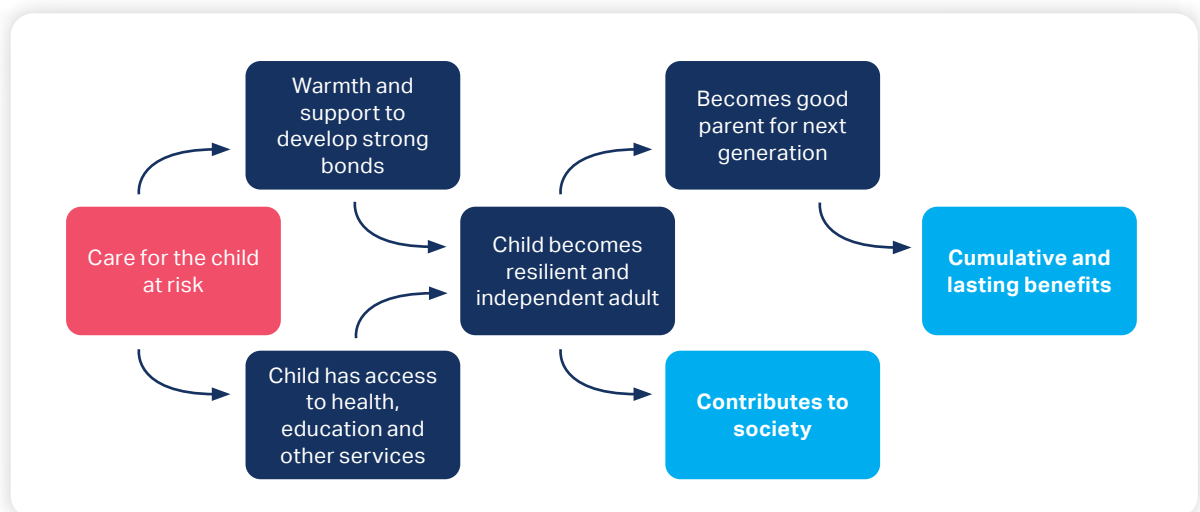 Warmth and
support to
develop strong
bonds
Becomes good
parent for next
generation
Care for the child
at risk
Child becomes
resilient and
independent adult
Cumulative and
lasting benefits
Child has access
to health,
education and
other services
Contributes to
society